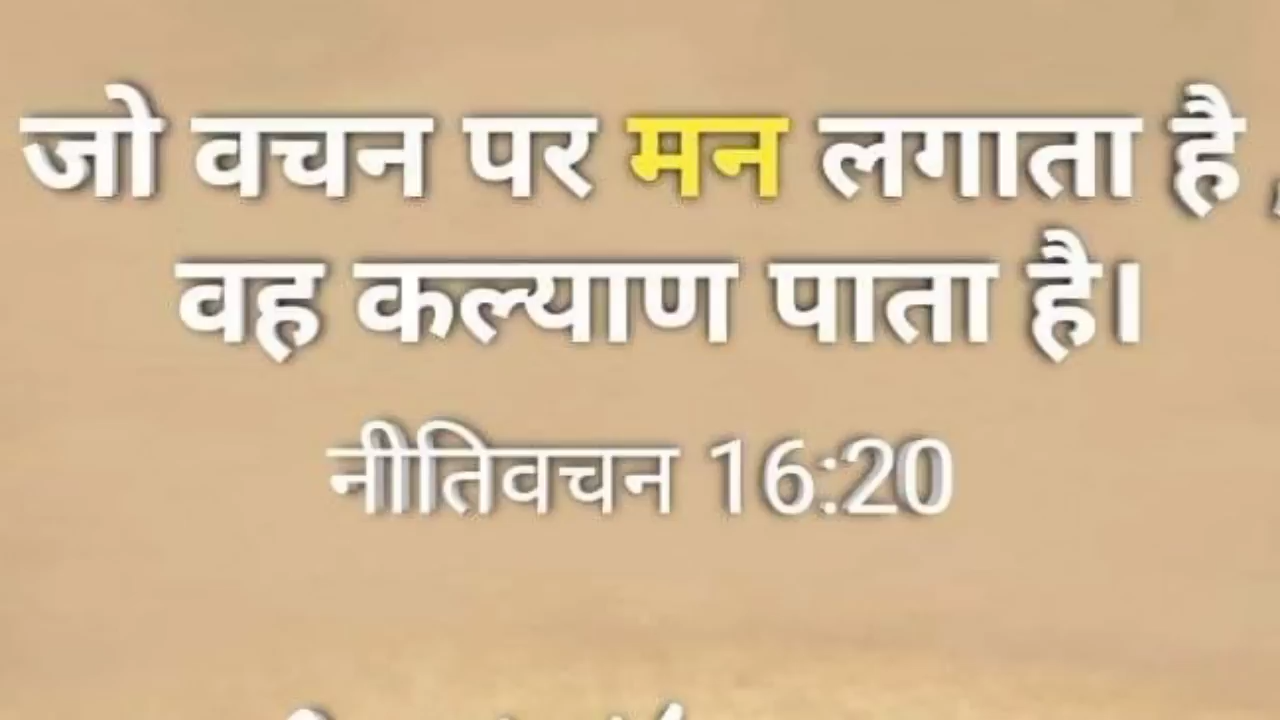 जो वचन पर मन लगाता है ,
वह कल्याण पाता है।
नीतिवचन 16:20